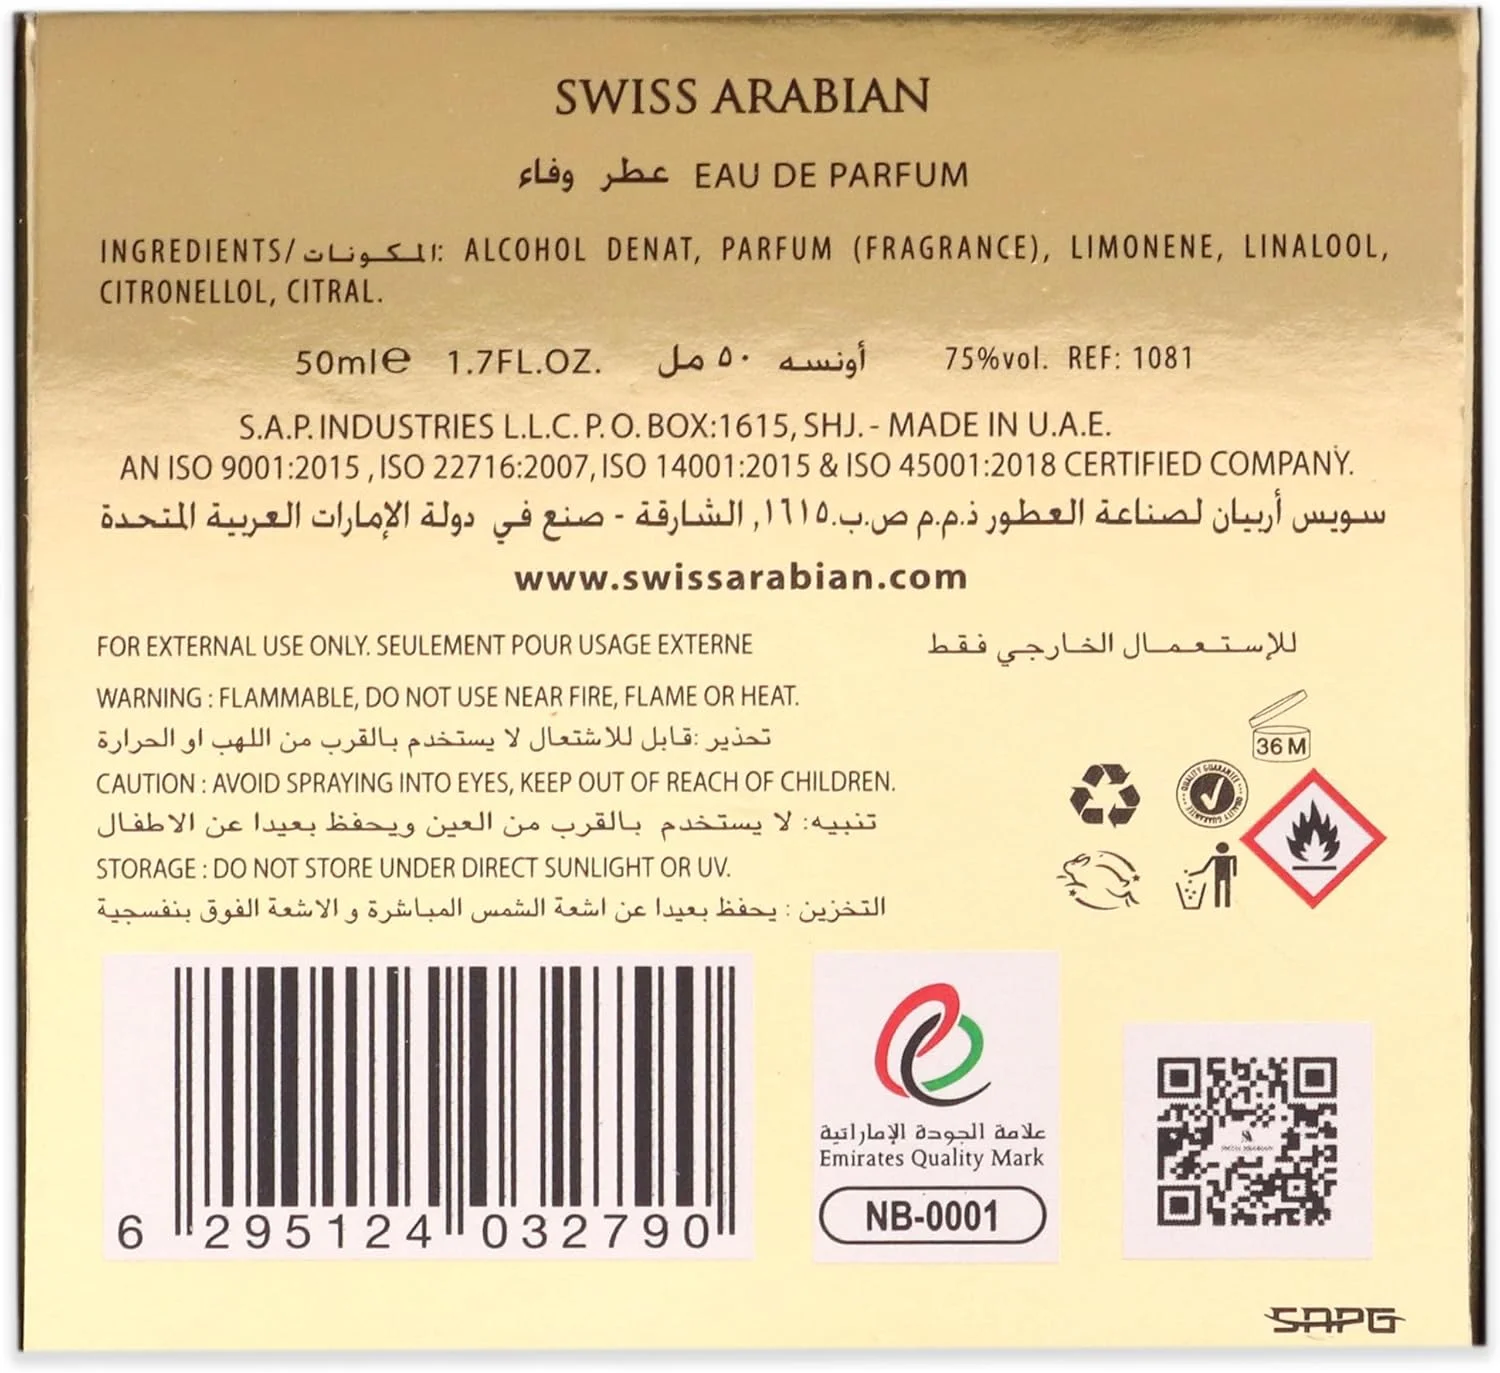 SWISS ARABIAN
عطر وفاء EAU DE PARFUM
INGREDIENTS/المكونات: ALCOHOL DENAT, PARFUM (FRAGRANCE), LIMONENE, LINALOOL,
CITRONELLOL, CITRAL.
50ml℮ 1.7FL.OZ. أونسه ٥٠ مل 75%vol. REF: 1081
S.A.P. INDUSTRIES L.L.C. P. O. BOX:1615, SHJ. - MADE IN U.A.E.
AN ISO 9001:2015 , ISO 22716:2007, ISO 14001:2015 & ISO 45001:2018 CERTIFIED COMPANY.
سويس أربيان لصناعة العطور ذ.م.م ص.ب.١٦١٥, الشارقة - صنع في دولة الإمارات العربية المتحدة
www.swissarabian.com
FOR EXTERNAL USE ONLY. SEULEMENT POUR USAGE EXTERNE
للإستعمال الخارجي فقط
WARNING : FLAMMABLE, DO NOT USE NEAR FIRE, FLAME OR HEAT.
تحذير :قابل للاشتعال لا يستخدم بالقرب من اللهب او الحرارة
CAUTION : AVOID SPRAYING INTO EYES, KEEP OUT OF REACH OF CHILDREN.
تنبيه: لا يستخدم بالقرب من العين ويحفظ بعيدا عن الاطفال
STORAGE : DO NOT STORE UNDER DIRECT SUNLIGHT OR UV.
التخزين : يحفظ بعيدا عن اشعة الشمس المباشرة و الاشعة الفوق بنفسجية
36 M
QUALITY GUARANTEE
QUALITY GUARANTEE
6 295124 032790
علامة الجودة الإماراتية
Emirates Quality Mark
NB-0001
SWISS ARABIAN
SAPG